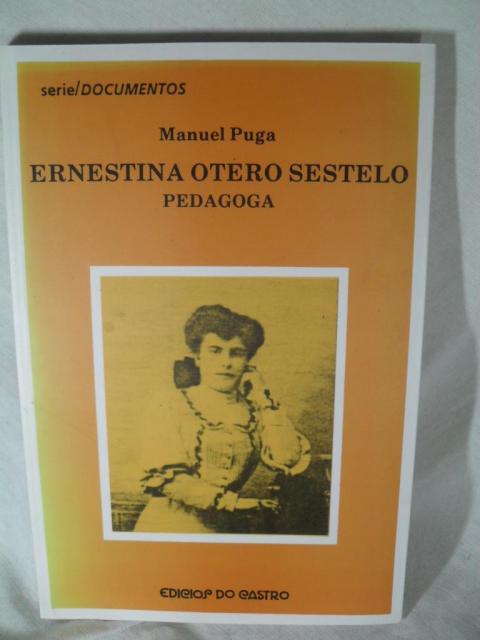 serie/DOCUMENTOS
Manuel Puga
ERNESTINA OTERO SESTELO
PEDAGOGA
EDICIOS DO CASTRO